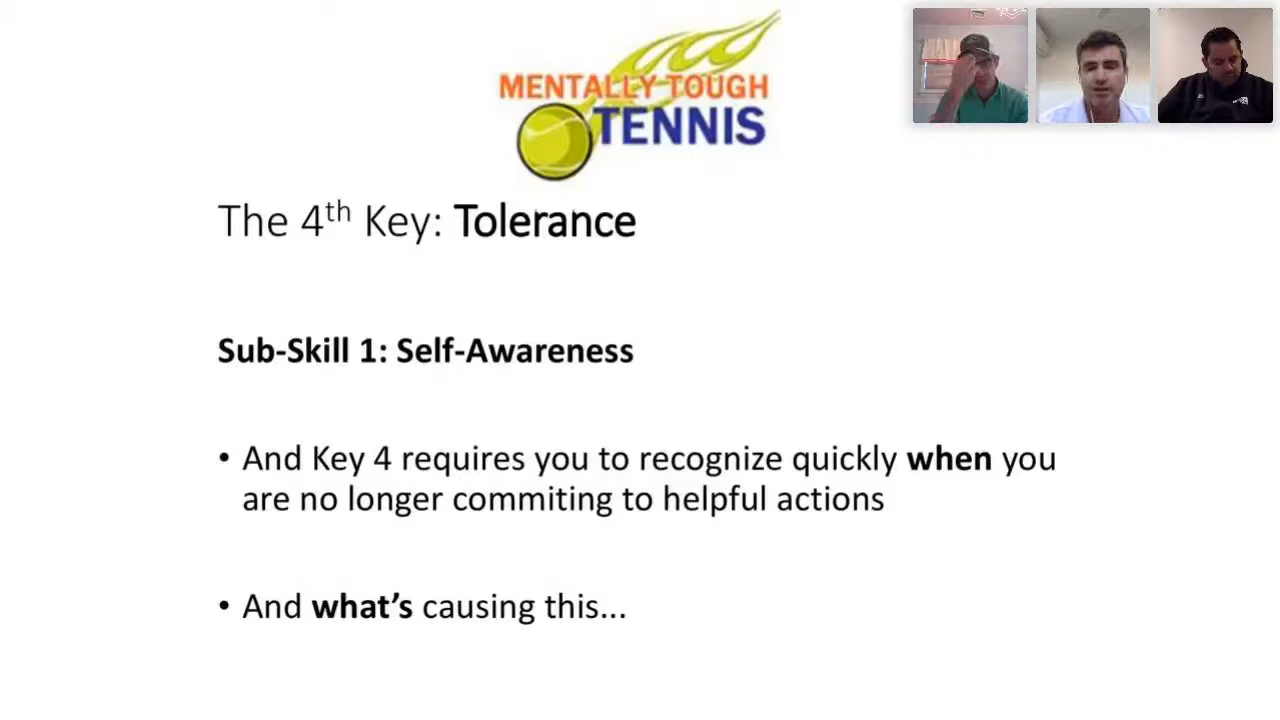 MENTALLY TOUGH
TENNIS
The 4th Key: Tolerance
Sub-Skill 1: Self-Awareness
• And Key 4 requires you to recognize quickly when you
are no longer commiting to helpful actions
• And what’s causing this...